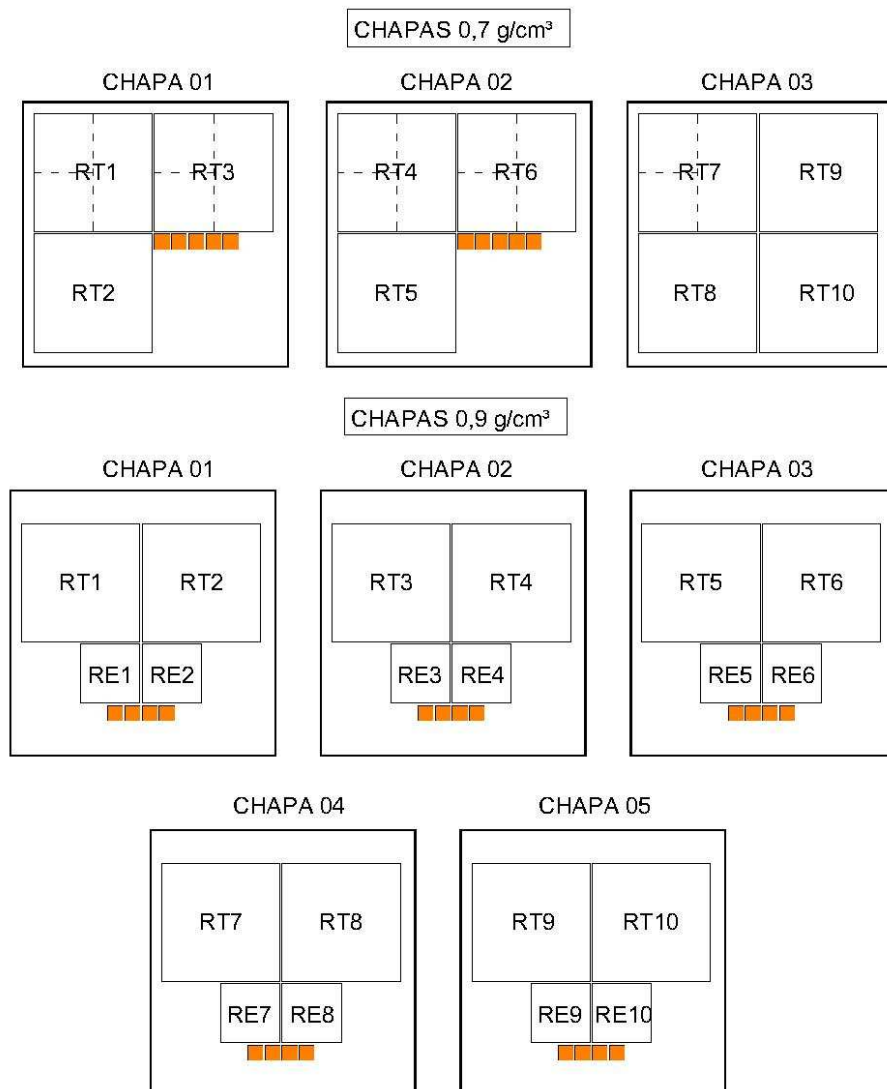 CHAPAS 0,7 g/cm³
CHAPA 01 CHAPA 02 CHAPA 03
RT1 RT3 RT4 RT6 RT7 RT9
RT2 RT5 RT8 RT10
CHAPAS 0,9 g/cm³
CHAPA 01 CHAPA 02 CHAPA 03
RT1 RT2 RT3 RT4 RT5 RT6
RE1 RE2 RE3 RE4 RE5 RE6
CHAPA 04 CHAPA 05
RT7 RT8 RT9 RT10
RE7 RE8 RE9 RE10